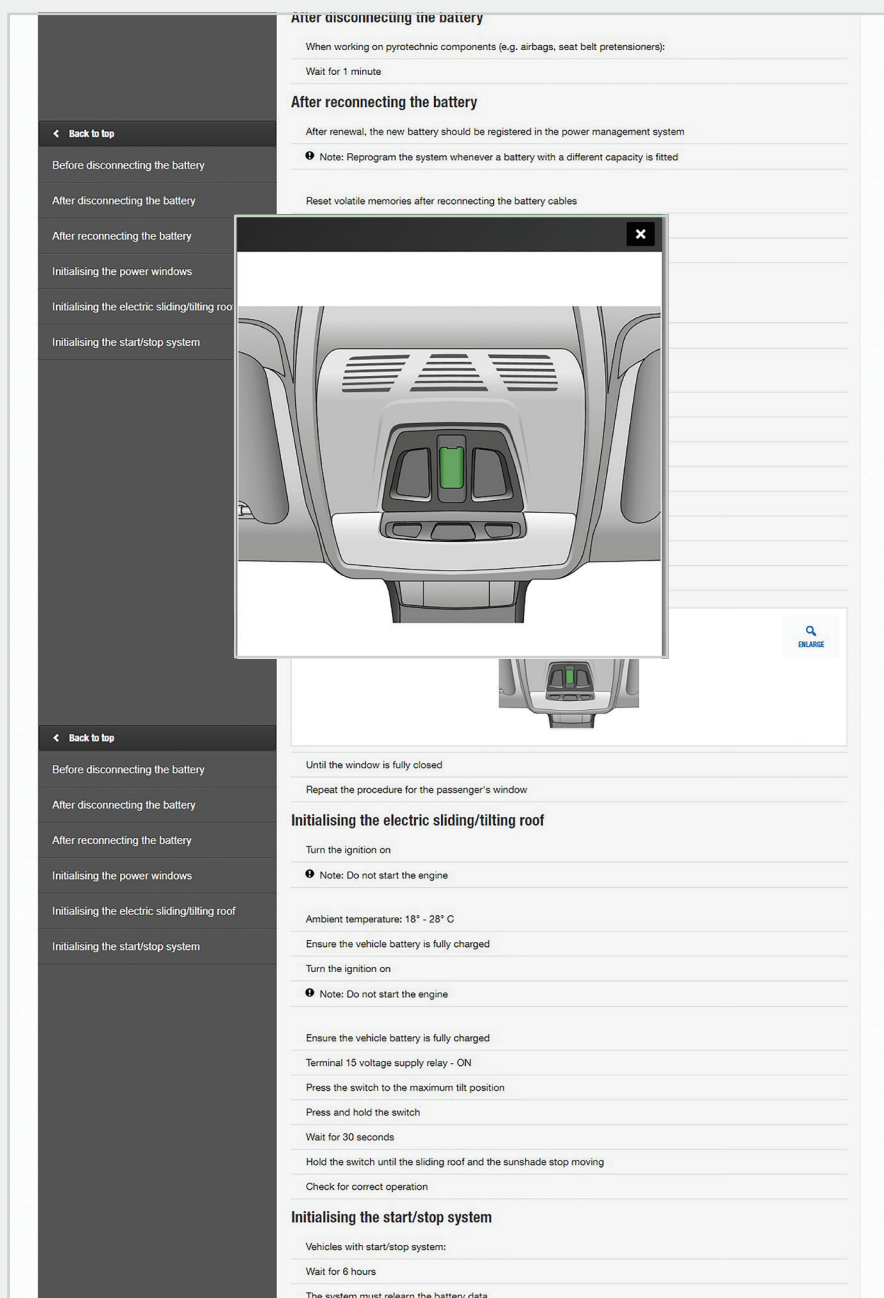 After disconnecting the battery
When working on pyrotechnic components (e.g. airbags, seat belt pretensioners):
Wait for 1 minute
After reconnecting the battery
Back to top
After renewal, the new battery should be registered in the power management system
Before disconnecting the battery
Note: Reprogram the system whenever a battery with a different capacity is fitted
After disconnecting the battery
Reset volatile memories after reconnecting the battery cables
After reconnecting the battery
Initialising the power windows
Initialising the electric sliding/tilting roo
Initialising the start/stop system
ENLARGE
Back to top
Before disconnecting the battery
After disconnecting the battery
After reconnecting the battery
Initialising the power windows
Initialising the electric sliding/tilting roof
Initialising the start/stop system
Until the window is fully closed
Repeat the procedure for the passenger's window
Initialising the electric sliding/tilting roof
Turn the ignition on
Note: Do not start the engine
Ambient temperature: 18° - 28° C
Ensure the vehicle battery is fully charged
Turn the ignition on
Note: Do not start the engine
Ensure the vehicle battery is fully charged
Terminal 15 voltage supply relay - ON
Press the switch to the maximum tilt position
Press and hold the switch
Wait for 30 seconds
Hold the switch until the sliding roof and the sunshade stop moving
Check for correct operation
Initialising the start/stop system
Vehicles with start/stop system:
Wait for 6 hours
The system must relearn the battery data